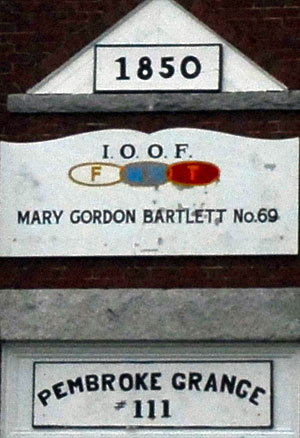 1850
I. O. O. F.
F L T
MARY GORDON BARTLETT No.69
PEMBROKE GRANGE
#111